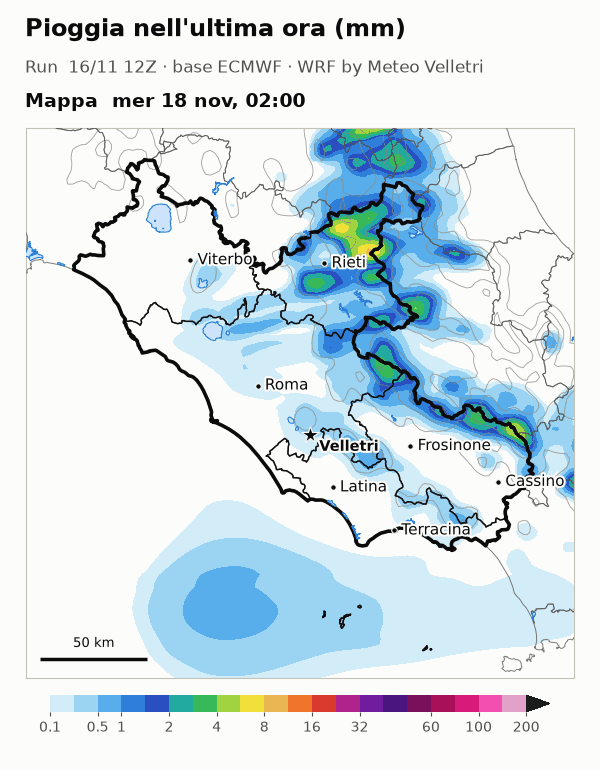 Pioggia nell'ultima ora (mm)
Run  16/11 12Z · base ECMWF · WRF by Meteo Velletri
Mappa  mer 18 nov, 02:00
Viterbo
Rieti
Roma
Velletri
Frosinone
Latina
Cassino
Terracina
50 km
0.1 0.5 1 2 4 8 16 32 60 100 200